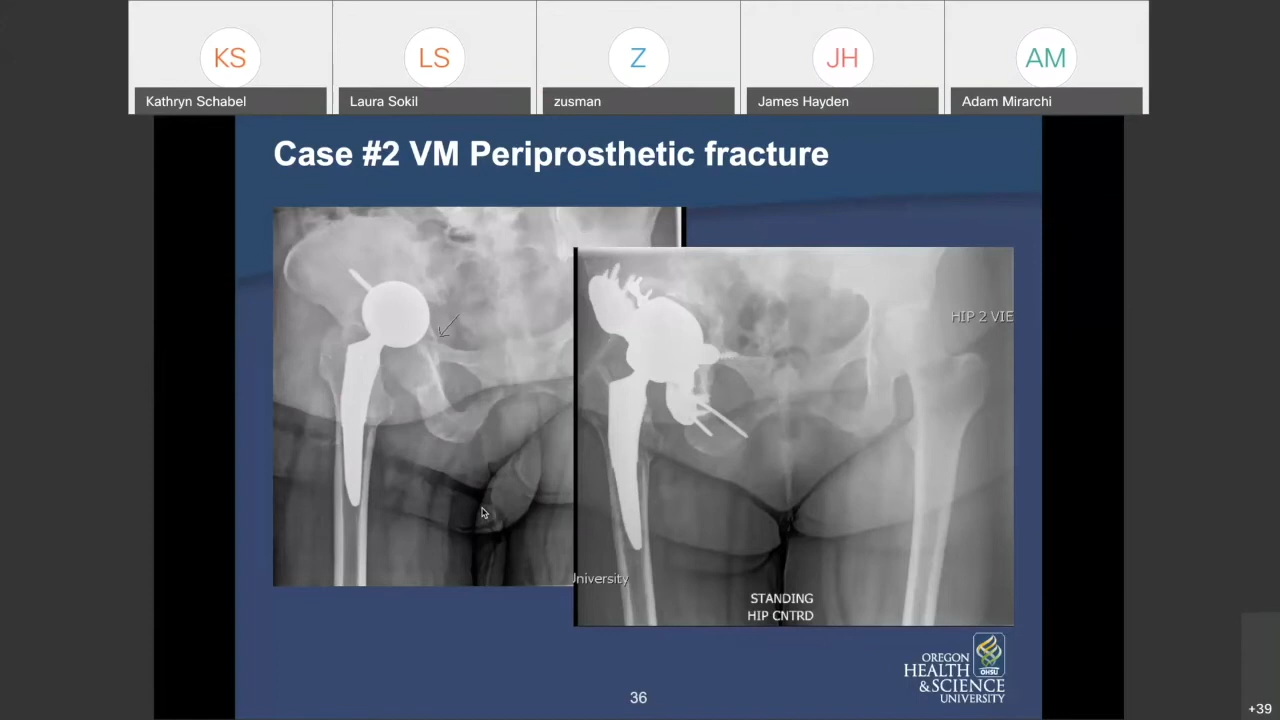 KS
LS
Z
JH
AM
Kathryn Schabel
Laura Sokil
zusman
James Hayden
Adam Mirarchi
Case #2 VM Periprosthetic fracture
HIP 2 VIE
University
STANDING
HIP CNTRD
OREGON
HEALTH
&SCIENCE
UNIVERSITY
OHSU
36
+39